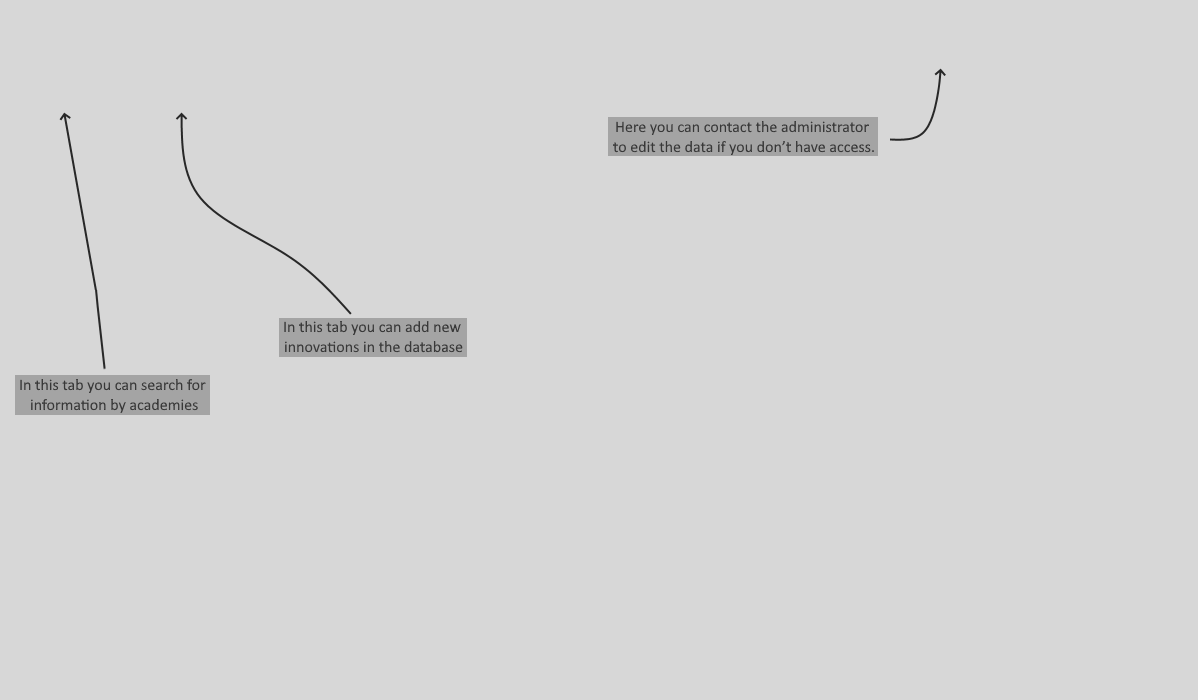 Here you can contact the administrator
to edit the data if you don’t have access.
In this tab you can add new
innovations in the database
In this tab you can search for
information by academies